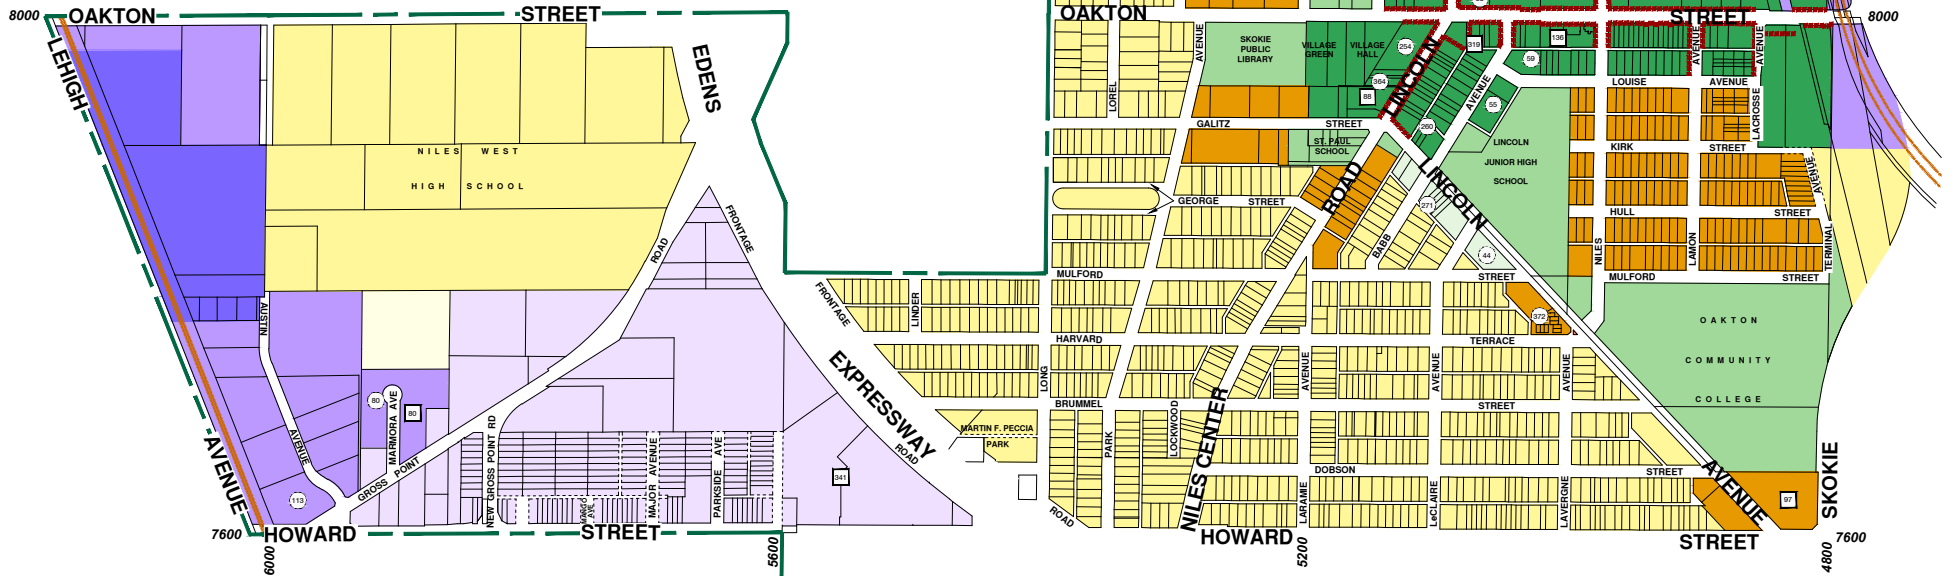 8000
OAKTON
STREET
OAKTON
STREET
8000
LEHIGH
AVENUE
EDENS
EXPRESSWAY
NILES WEST
HIGH SCHOOL
FRONTAGE
ROAD
AUSTIN
AVENUE
80
MARMORA AVE
80
113
GROSS POINT
ROAD
NEW GROSS POINT RD
MAJOR AVENUE
PARKSIDE AVE
341
7600
HOWARD
STREET
6000
5600
FRONTAGE
ROAD
LINDER
MULFORD
HARVARD
LONG
BRUMMEL
MARTIN F. PECCIA
PARK
ROAD
PARK
LOCKWOOD
NILES CENTER
ROAD
LOREL
AVENUE
SKOKIE
PUBLIC
LIBRARY
VILLAGE
GREEN
VILLAGE
HALL
254
364
88
LINCOLN
319
136
59
55
260
AVENUE
GALITZ
STREET
ST. PAUL
SCHOOL
GEORGE
STREET
LINCOLN
AVENUE
271
BABB
44
LINCOLN
JUNIOR HIGH
SCHOOL
LOUISE
AVENUE
AVENUE
AVENUE
LACROSSE
KIRK
STREET
AVENUE
HULL
STREET
NILES
LAMON
TERMINAL
STREET
MULFORD
STREET
372
TERRACE
AVENUE
AVENUE
AVENUE
STREET
DOBSON
STREET
OAKTON
COMMUNITY
COLLEGE
LARAMIE
LeCLAIRE
LAVERGNE
97
SKOKIE
HOWARD
STREET
5200
4800
7600